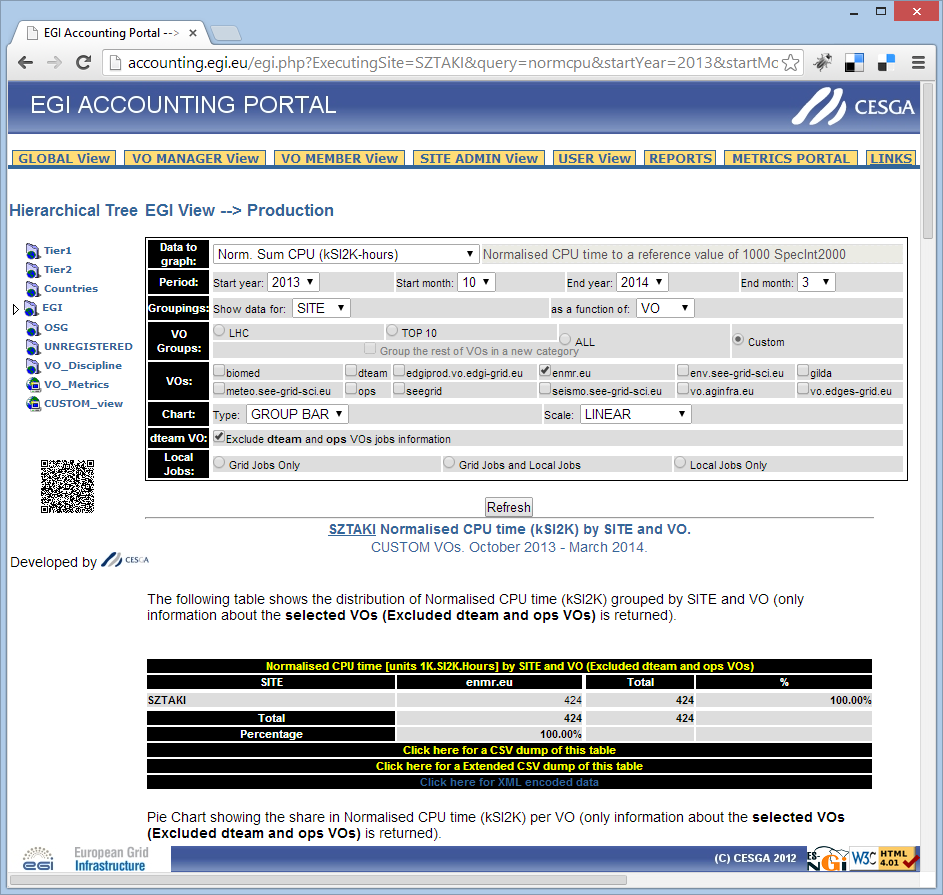 EGI Accounting Portal -->
accounting.egi.eu/egi.php?ExecutingSite=SZTAKI&query=normcpu&startYear=2013&startMo
EGI ACCOUNTING PORTAL
CESGA
GLOBAL View VO MANAGER View VO MEMBER View SITE ADMIN View USER View REPORTS METRICS PORTAL LINKS
Hierarchical Tree EGI View --> Production
Tier1
Tier2
Countries
EGI
OSG
UNREGISTERED
VO_Discipline
VO_Metrics
CUSTOM_view
Developed by CESGA
Data to graph: Norm. Sum CPU (kSI2K-hours) Normalised CPU time to a reference value of 1000 SpecInt2000
Period: Start year: 2013 Start month: 10 End year: 2014 End month: 3
Groupings: Show data for: SITE as a function of: VO
VO Groups: LHC TOP 10 ALL Custom
Group the rest of VOs in a new category
VOs: biomed dteam edgiprod.vo.edgi-grid.eu enmr.eu env.see-grid-sci.eu gilda
meteo.see-grid-sci.eu ops seegrid seismo.see-grid-sci.eu vo.aginfra.eu vo.edges-grid.eu
Chart: Type: GROUP BAR Scale: LINEAR
dteam VO: Exclude dteam and ops VOs jobs information
Local Jobs: Grid Jobs Only Grid Jobs and Local Jobs Local Jobs Only
Refresh
SZTAKI Normalised CPU time (kSI2K) by SITE and VO.
CUSTOM VOs. October 2013 - March 2014.
The following table shows the distribution of Normalised CPU time (kSI2K) grouped by SITE and VO (only
information about the selected VOs (Excluded dteam and ops VOs) is returned).
Normalised CPU time [units 1K.SI2K.Hours] by SITE and VO (Excluded dteam and ops VOs)
SITE enmr.eu Total %
SZTAKI 424 424 100.00%
Total 424 424
Percentage 100.00%
Click here for a CSV dump of this table
Click here for a Extended CSV dump of this table
Click here for XML encoded data
Pie Chart showing the share in Normalised CPU time (kSI2K) per VO (only information about the selected VOs
(Excluded dteam and ops VOs) is returned).
egi European Grid
Infrastructure
(C) CESGA 2012 ES-NGI W3C HTML 4.01